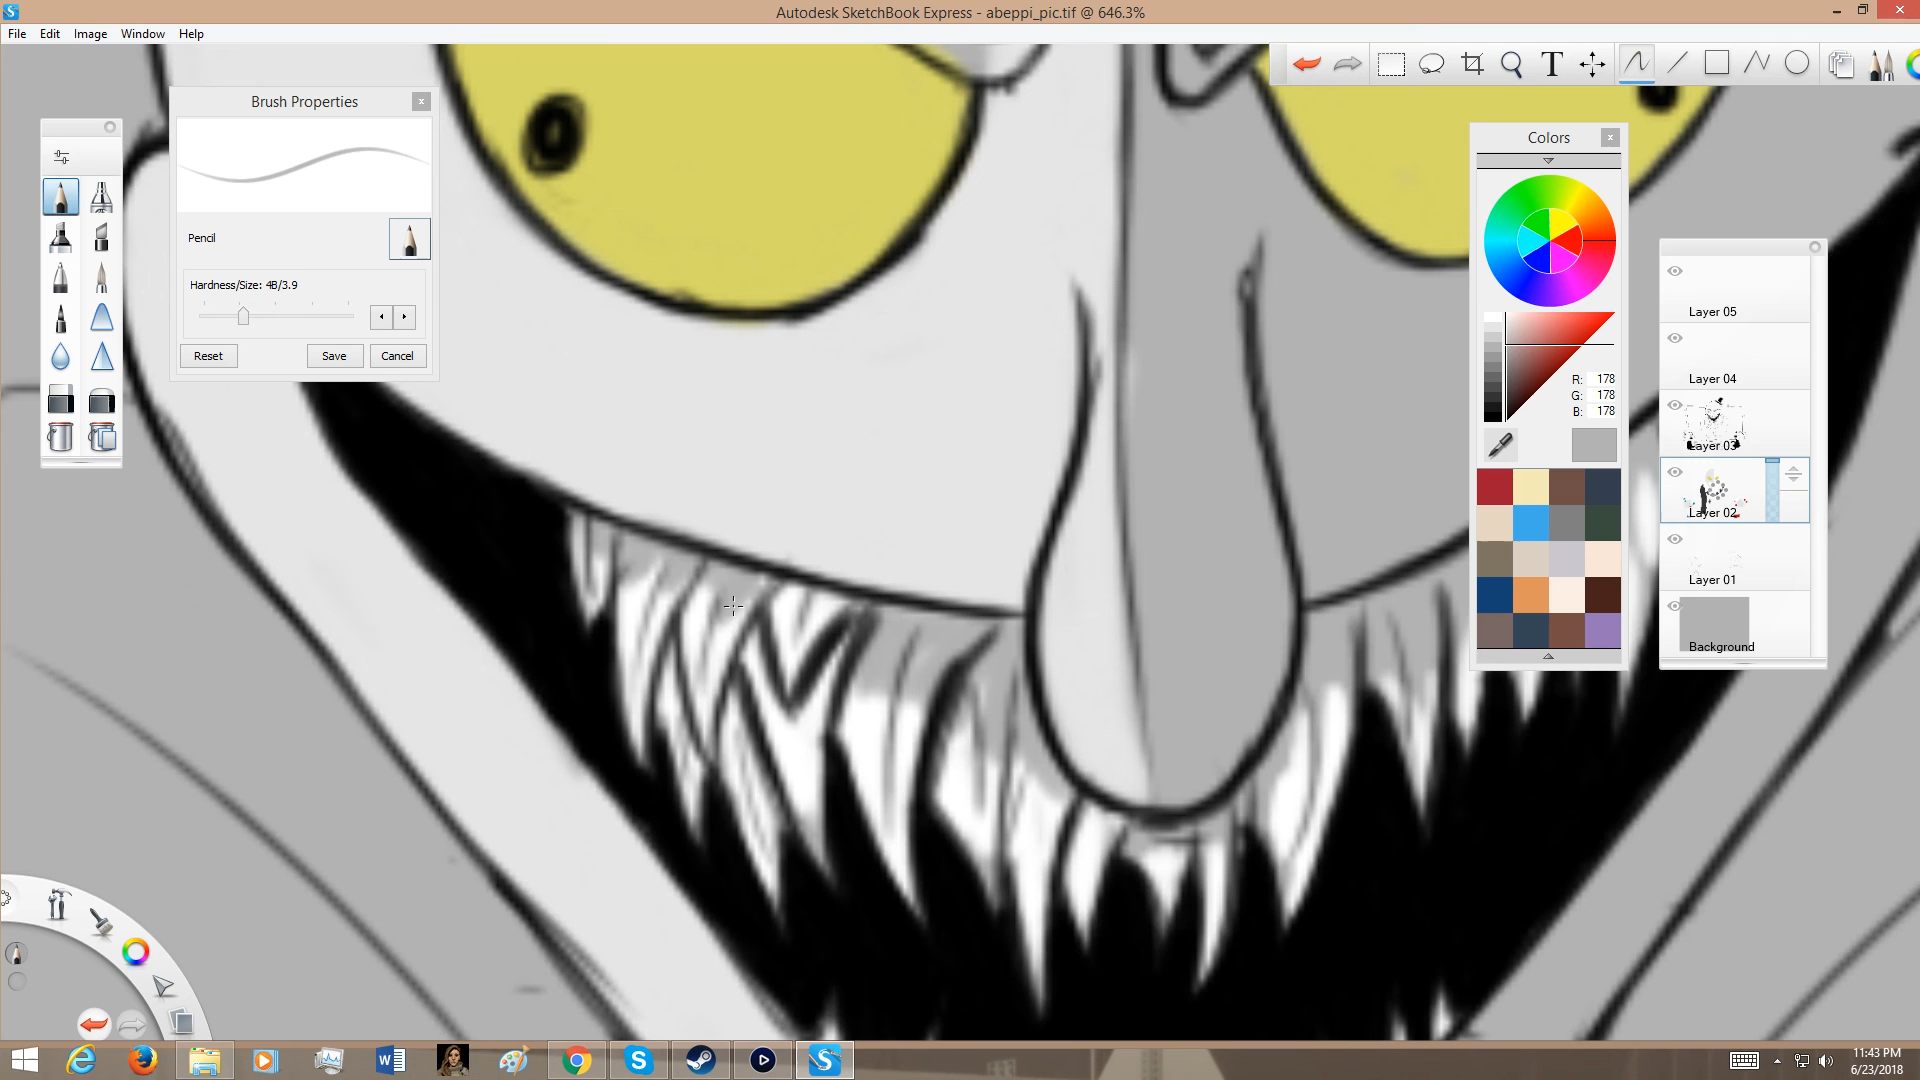 Autodesk SketchBook Express - abeppi_pic.tif @ 646.3%
File Edit Image Window Help
Brush Properties
Pencil
Hardness/Size: 4B/3.9
Reset Save Cancel
T
Colors
R: 178
G: 178
B: 178
Layer 05
Layer 04
Layer 03
Layer 02
Layer 01
Background
11:43 PM
6/23/2018